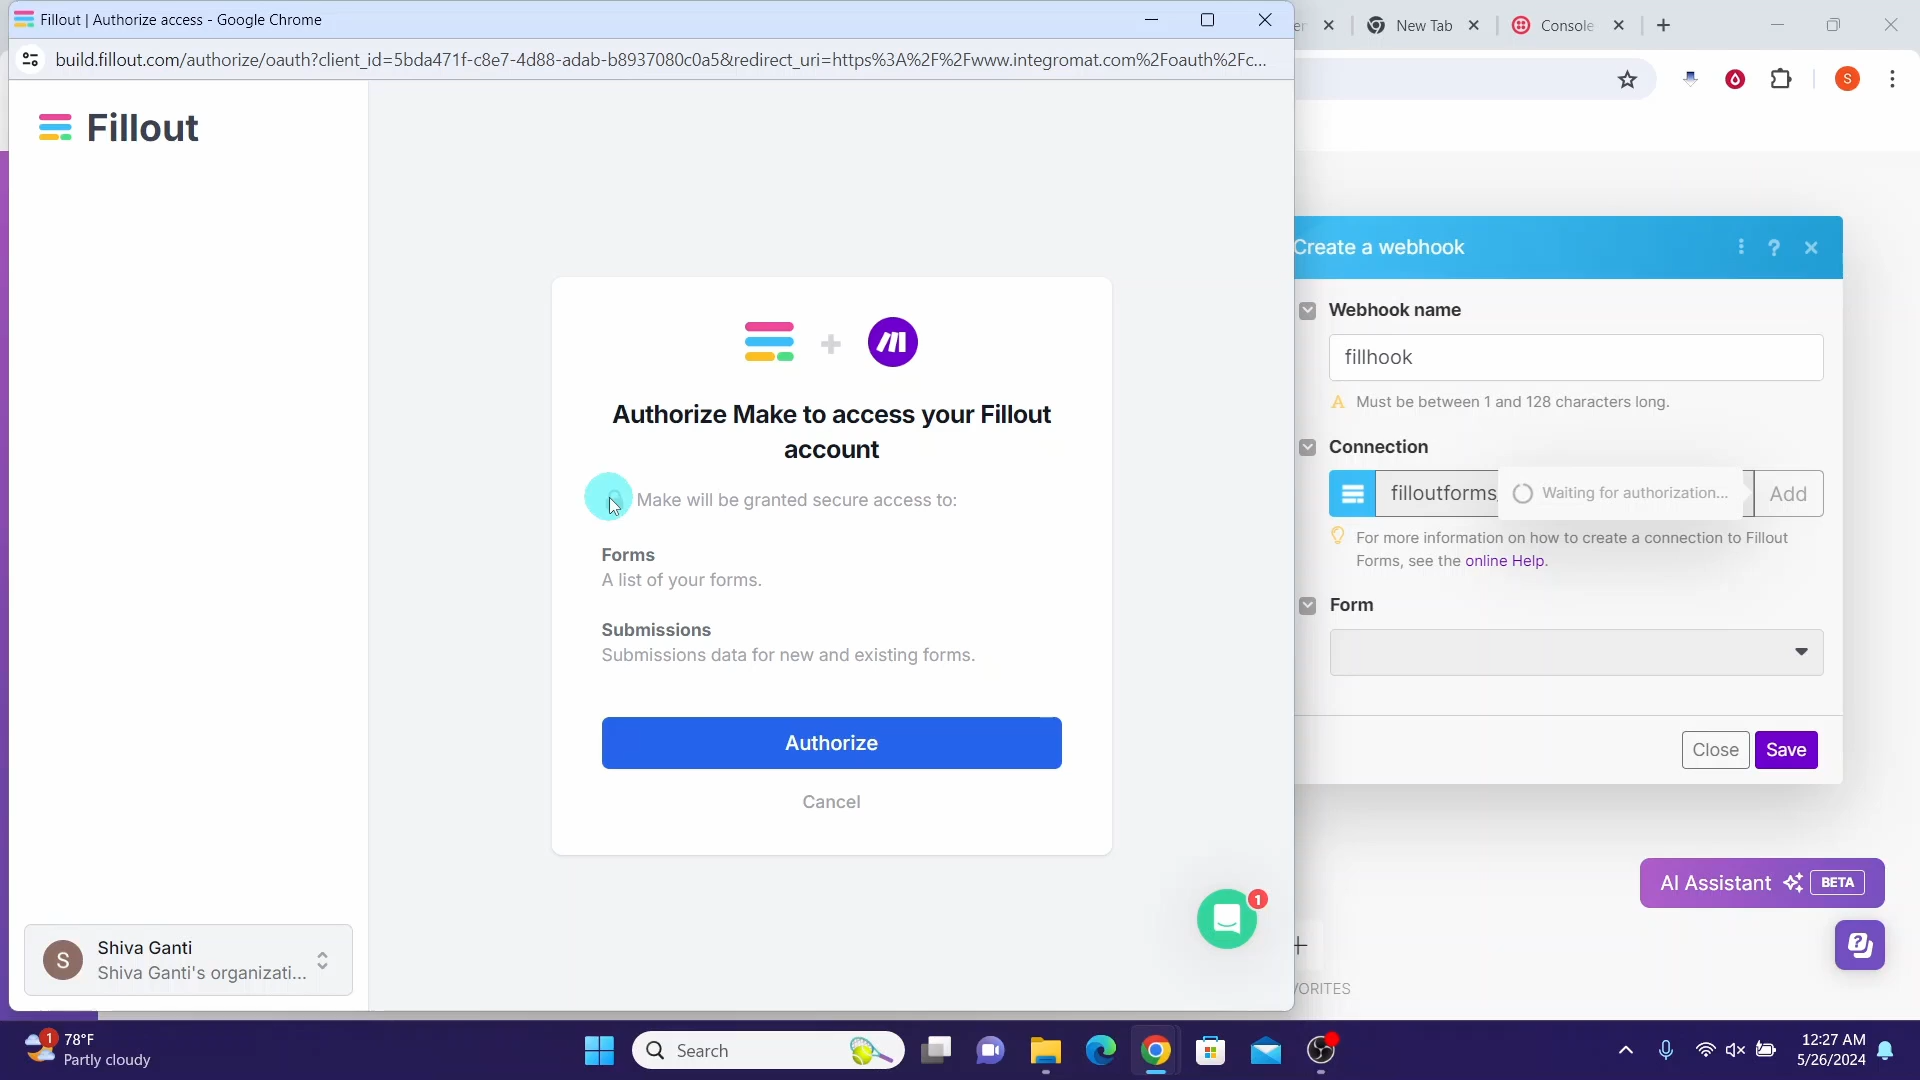 Fillout | Authorize access - Google Chrome
New Tab
Console
build.fillout.com/authorize/oauth?client_id=5bda471f-c8e7-4d88-adab-b8937080c0a5&redirect_uri=https%3A%2F%2Fwww.integromat.com%2Foauth%2Fc...
S
Fillout
Authorize Make to access your Fillout
account
Make will be granted secure access to:
Forms
A list of your forms.
Submissions
Submissions data for new and existing forms.
Authorize
Cancel
1
S
Shiva Ganti
Shiva Ganti's organizati...
Create a webhook
?
Webhook name
fillhook
A Must be between 1 and 128 characters long.
Connection
filloutforms
Waiting for authorization...
Add
For more information on how to create a connection to Fillout
Forms, see the online Help.
Form
Close
Save
AI Assistant
BETA
?
VORITES
1
78°F
Partly cloudy
Search
12:27 AM
5/26/2024